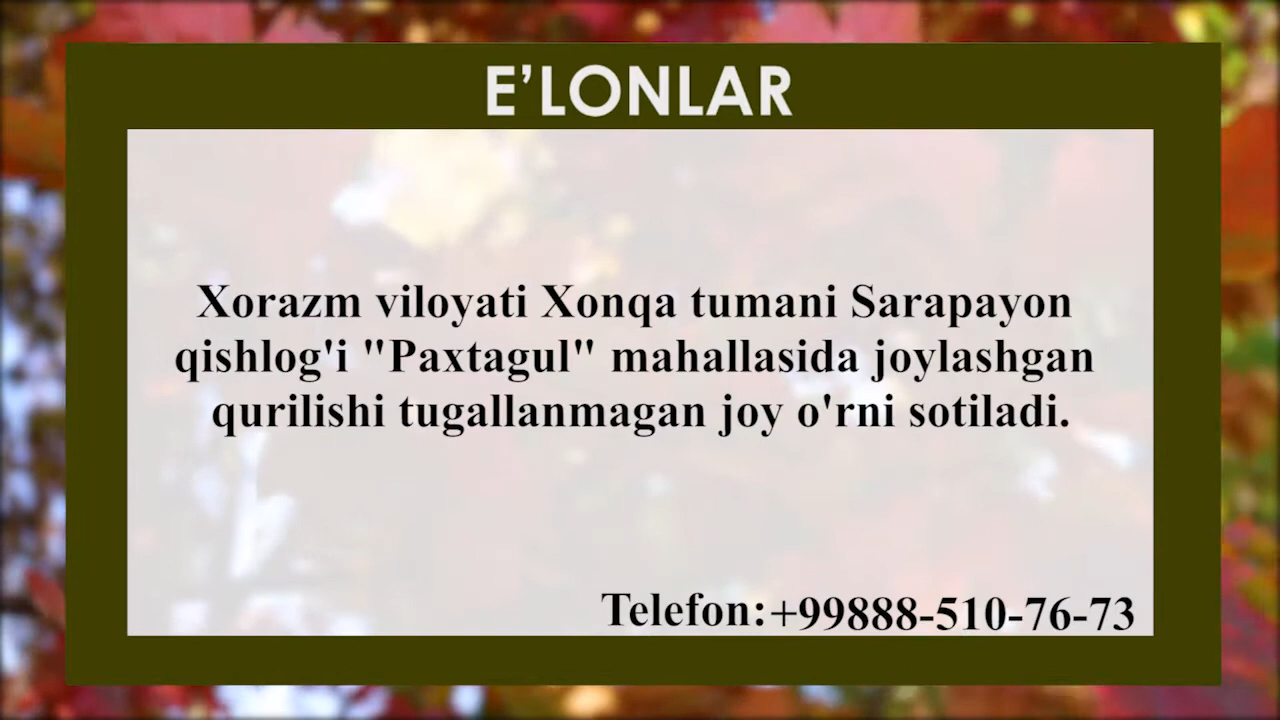 E’LONLAR
Xorazm viloyati Xonqa tumani Sarapayon
qishlog'i "Paxtagul" mahallasida joylashgan
qurilishi tugallanmagan joy o'rni sotiladi.
Telefon:+99888-510-76-73